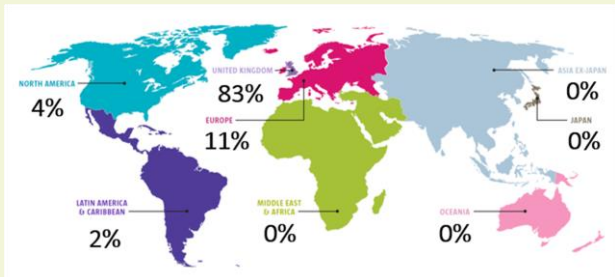 UNITED KINGDOM
83%
ASIA EX-JAPAN
0%
NORTH AMERICA
4%
EUROPE
11%
JAPAN
0%
LATIN AMERICA
& CARIBBEAN
2%
MIDDLE EAST
& AFRICA
0%
OCEANIA
0%